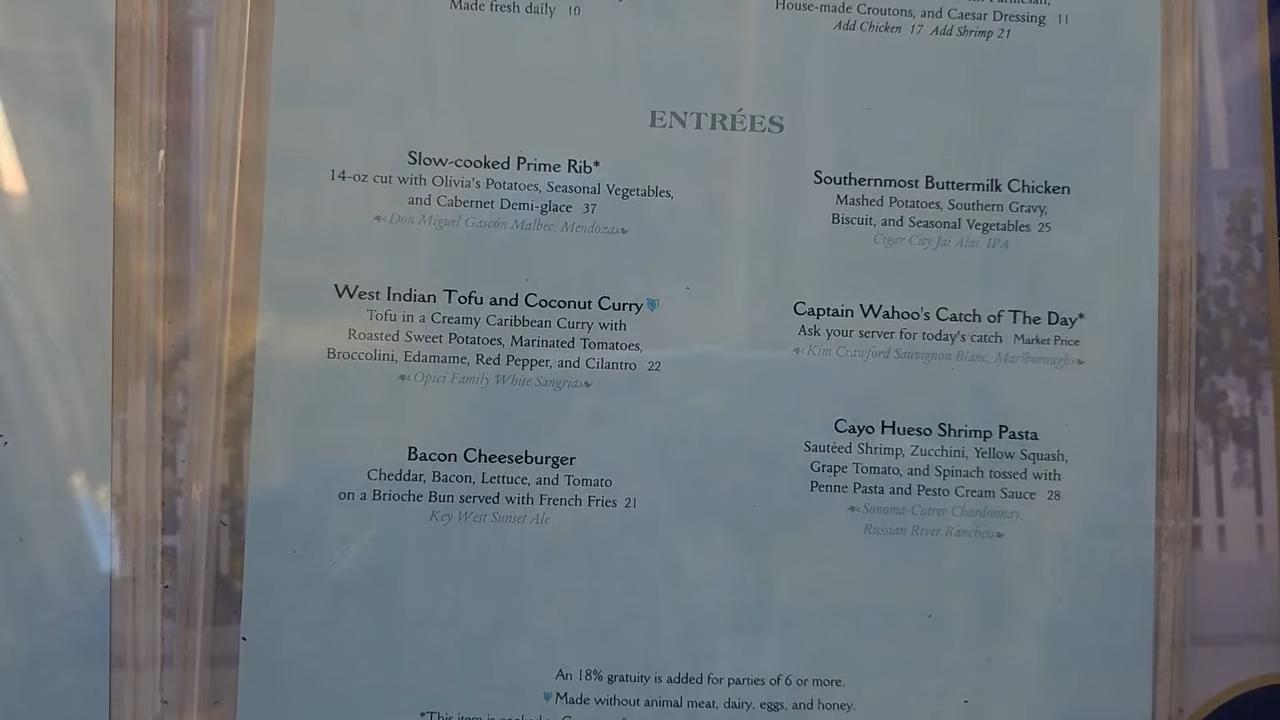 Made fresh daily 10
House-made Croutons, and Caesar Dressing 11
Add Chicken 17 Add Shrimp 21
ENTRÉES
Slow-cooked Prime Rib*
14-oz cut with Olivia's Potatoes, Seasonal Vegetables,
and Cabernet Demi-glace 37
Don Miguel Gascón Malbec, Mendoza
West Indian Tofu and Coconut Curry
Tofu in a Creamy Caribbean Curry with
Roasted Sweet Potatoes, Marinated Tomatoes,
Broccolini, Edamame, Red Pepper, and Cilantro 22
Opici Family White Sangria
Bacon Cheeseburger
Cheddar, Bacon, Lettuce, and Tomato
on a Brioche Bun served with French Fries 21
Key West Sunset Ale
Southernmost Buttermilk Chicken
Mashed Potatoes, Southern Gravy,
Biscuit, and Seasonal Vegetables 25
Cigar City Jai Alai, IPA
Captain Wahoo's Catch of The Day*
Ask your server for today's catch Market Price
Kim Crawford Sauvignon Blanc, Marlborough
Cayo Hueso Shrimp Pasta
Sautéed Shrimp, Zucchini, Yellow Squash,
Grape Tomato, and Spinach tossed with
Penne Pasta and Pesto Cream Sauce 28
Sonoma-Cutrer Chardonnay,
Russian River Ranches
An 18% gratuity is added for parties of 6 or more.
Made without animal meat, dairy, eggs, and honey.
*This item is